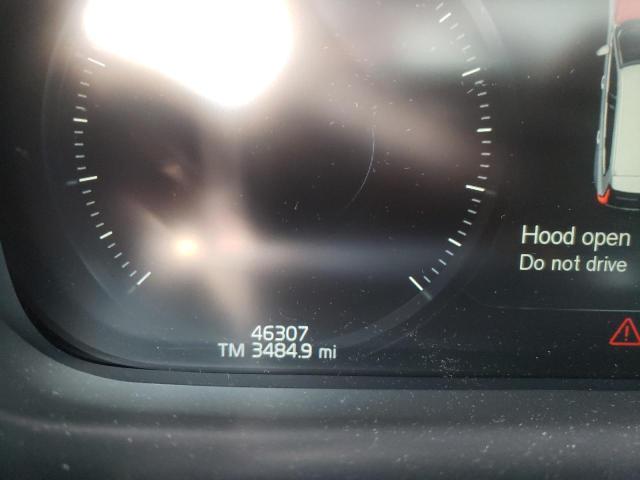 Hood open
Do not drive
46307
TM 3484.9 mi